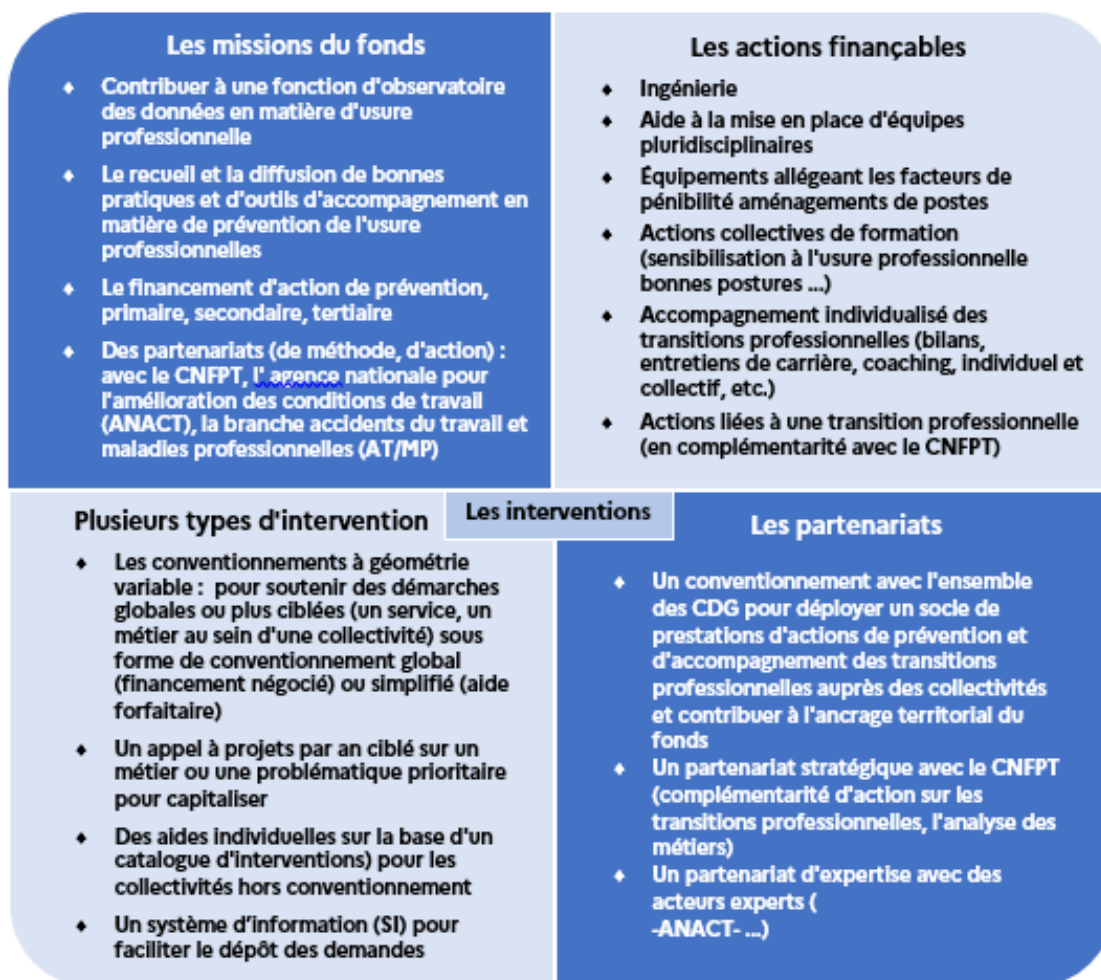 Les missions du fonds
♦ Contribuer à une fonction d'observatoire
des données en matière d'usure
professionnelle
♦ Le recueil et la diffusion de bonnes
pratiques et d'outils d'accompagnement en
matière de prévention de l'usure
professionnelles
♦ Le financement d'action de prévention,
primaire, secondaire, tertiaire
♦ Des partenariats (de méthode, d'action) :
avec le CNFPT, l' agence nationale pour
l'amélioration des conditions de travail
(ANACT), la branche accidents du travail et
maladies professionnelles (AT/MP)
Les actions finançables
♦ Ingénierie
♦ Aide à la mise en place d'équipes
pluridisciplinaires
♦ Équipements allégeant les facteurs de
pénibilité aménagements de postes
♦ Actions collectives de formation
(sensibilisation à l'usure professionnelle
bonnes postures ...)
♦ Accompagnement individualisé des
transitions professionnelles (bilans,
entretiens de carrière, coaching, individuel et
collectif, etc.)
♦ Actions liées à une transition professionnelle
(en complémentarité avec le CNFPT)
Les interventions
Plusieurs types d'intervention
♦ Les conventionnements à géométrie
variable : pour soutenir des démarches
globales ou plus ciblées (un service, un
métier au sein d'une collectivité) sous
forme de conventionnement global
(financement négocié) ou simplifié (aide
forfaitaire)
♦ Un appel à projets par an ciblé sur un
métier ou une problématique prioritaire
pour capitaliser
♦ Des aides individuelles sur la base d'un
catalogue d'interventions) pour les
collectivités hors conventionnement
♦ Un système d'information (SI) pour
faciliter le dépôt des demandes
Les partenariats
♦ Un conventionnement avec l'ensemble
des CDG pour déployer un socle de
prestations d'actions de prévention et
d'accompagnement des transitions
professionnelles auprès des collectivités
et contribuer à l'ancrage territorial du
fonds
♦ Un partenariat stratégique avec le CNFPT
(complémentarité d'action sur les
transitions professionnelles, l'analyse des
métiers)
♦ Un partenariat d'expertise avec des
acteurs experts (
-ANACT- ...)